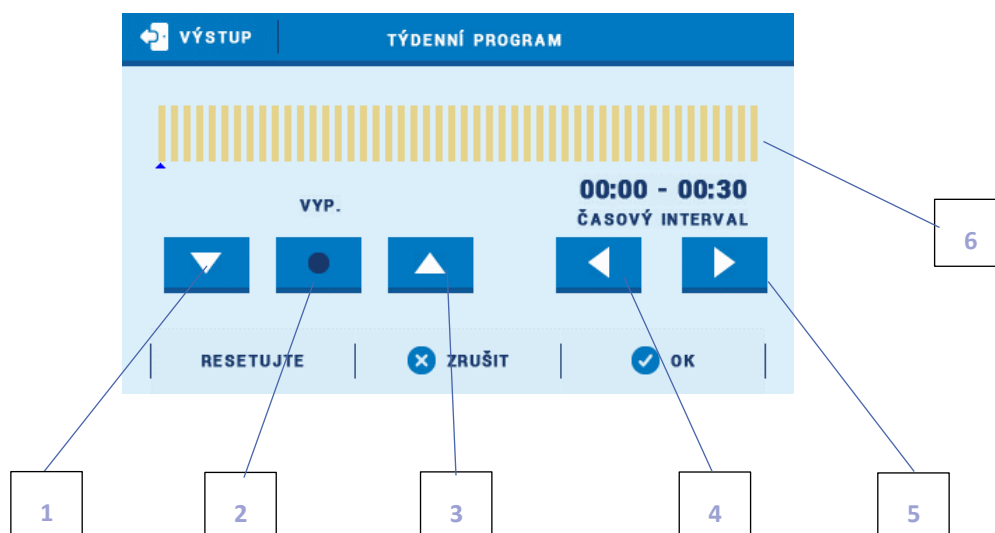 VÝSTUP
TÝDENNÍ PROGRAM
VYP.
00:00 - 00:30
ČASOVÝ INTERVAL
RESETUJTE
ZRUŠIT
OK
6
1
2
3
4
5